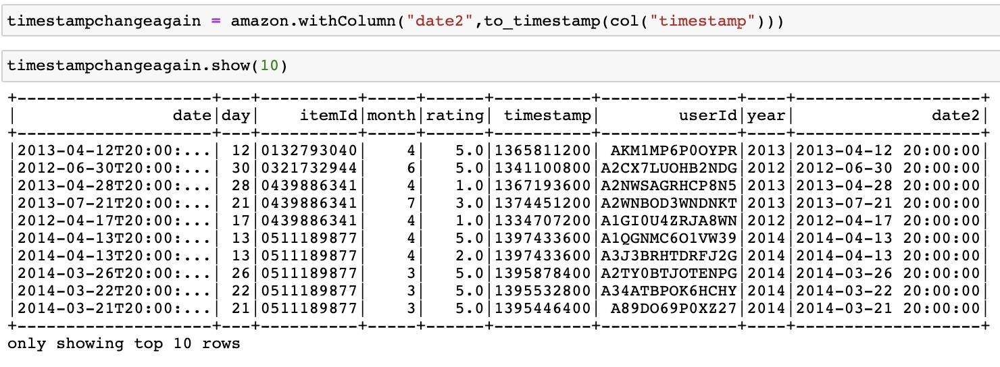 timestampchangeagain = amazon.withColumn("date2",to_timestamp(col("timestamp")))
timestampchangeagain.show(10)
+--------------------+---+----------+-----+------+----------+--------------+----+-------------------+
|                date|day|    itemId|month|rating| timestamp|        userId|year|              date2|
+--------------------+---+----------+-----+------+----------+--------------+----+-------------------+
|2013-04-12T20:00:...| 12|0132793040|    4|   5.0|1365811200| AKM1MP6P0OYPR|2013|2013-04-12 20:00:00|
|2012-06-30T20:00:...| 30|0321732944|    6|   5.0|1341100800|A2CX7LUOHB2NDG|2012|2012-06-30 20:00:00|
|2013-04-28T20:00:...| 28|0439886341|    4|   1.0|1367193600|A2NWSAGRHCP8N5|2013|2013-04-28 20:00:00|
|2013-07-21T20:00:...| 21|0439886341|    7|   3.0|1374451200|A2WNBOD3WNDNKT|2013|2013-07-21 20:00:00|
|2012-04-17T20:00:...| 17|0439886341|    4|   1.0|1334707200|A1GI0U4ZRJA8WN|2012|2012-04-17 20:00:00|
|2014-04-13T20:00:...| 13|0511189877|    4|   5.0|1397433600|A1QGNMC6O1VW39|2014|2014-04-13 20:00:00|
|2014-04-13T20:00:...| 13|0511189877|    4|   2.0|1397433600|A3J3BRHTDRFJ2G|2014|2014-04-13 20:00:00|
|2014-03-26T20:00:...| 26|0511189877|    3|   5.0|1395878400|A2TY0BTJOTENPG|2014|2014-03-26 20:00:00|
|2014-03-22T20:00:...| 22|0511189877|    3|   5.0|1395532800|A34ATBPOK6HCHY|2014|2014-03-22 20:00:00|
|2014-03-21T20:00:...| 21|0511189877|    3|   5.0|1395446400| A89DO69P0XZ27|2014|2014-03-21 20:00:00|
+--------------------+---+----------+-----+------+----------+--------------+----+-------------------+
only showing top 10 rows